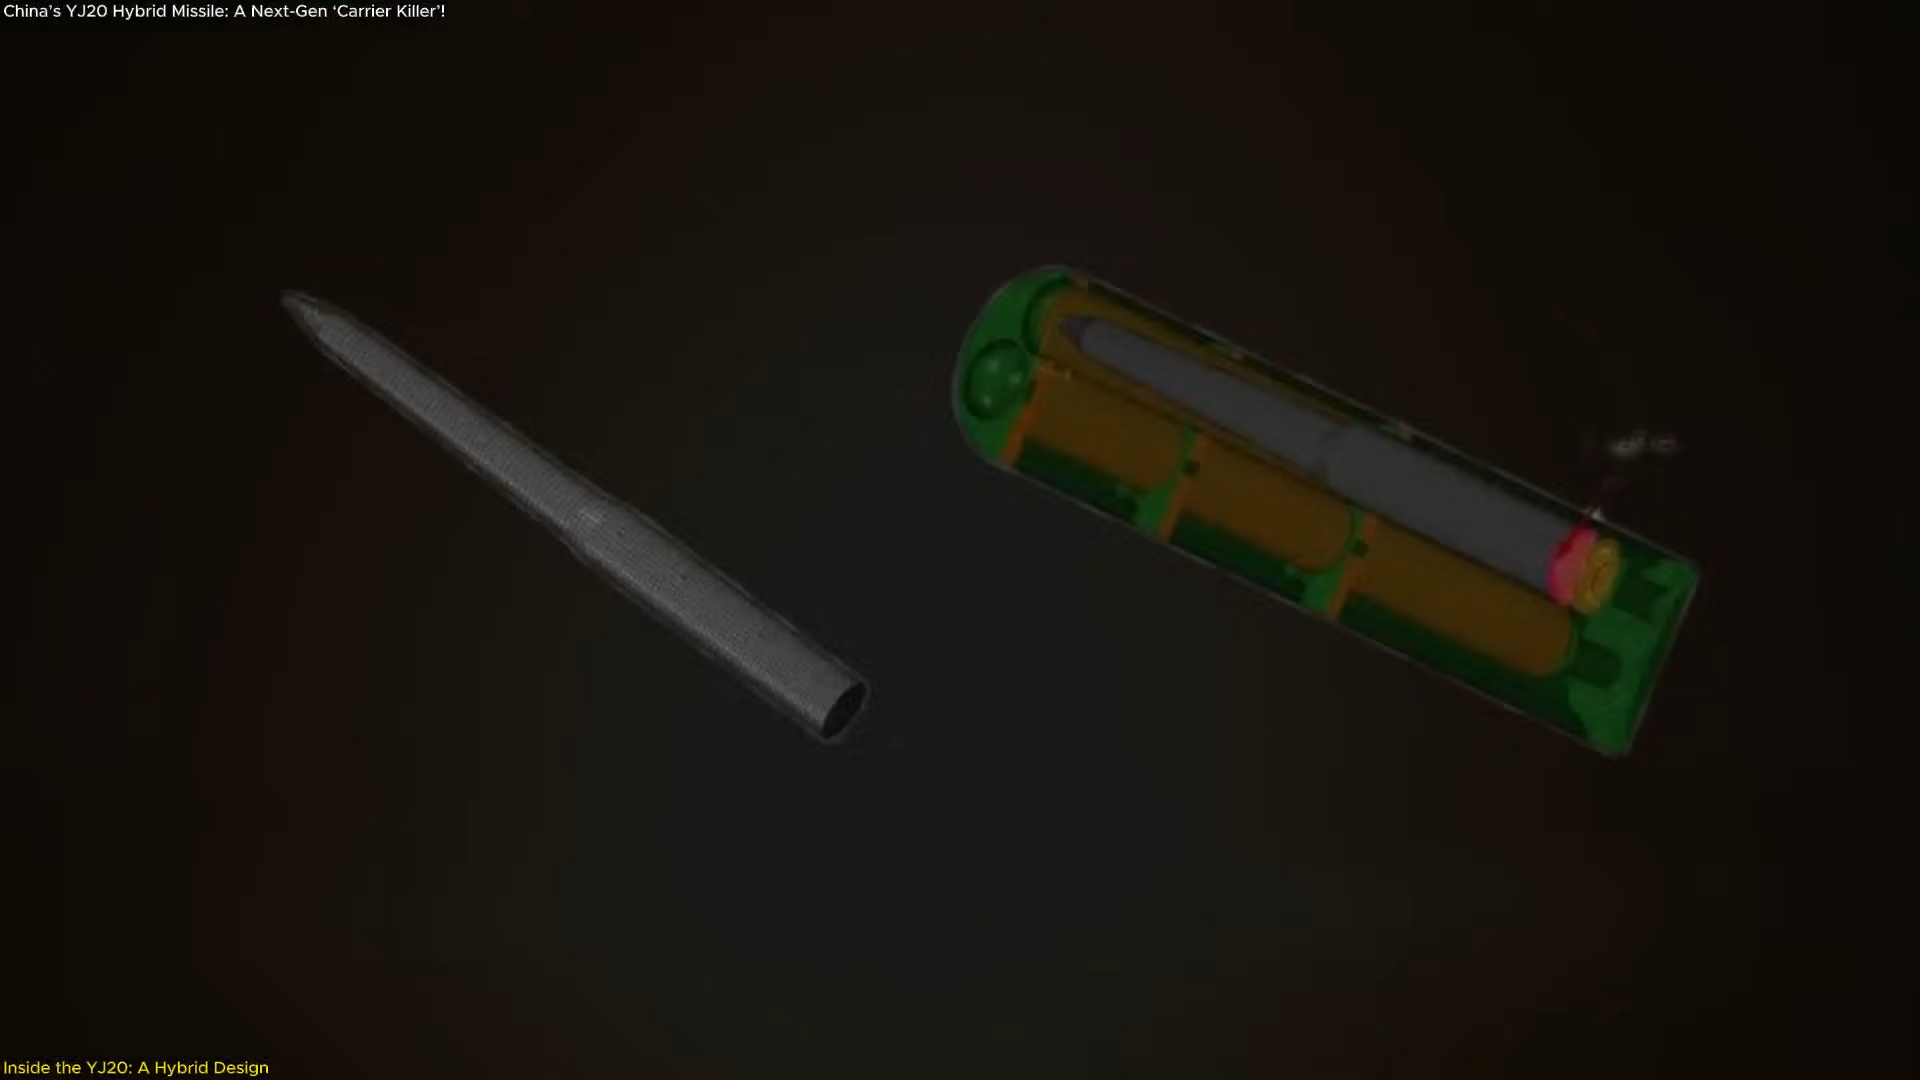 China’s YJ20 Hybrid Missile: A Next-Gen ‘Carrier Killer’!
Inside the YJ20: A Hybrid Design